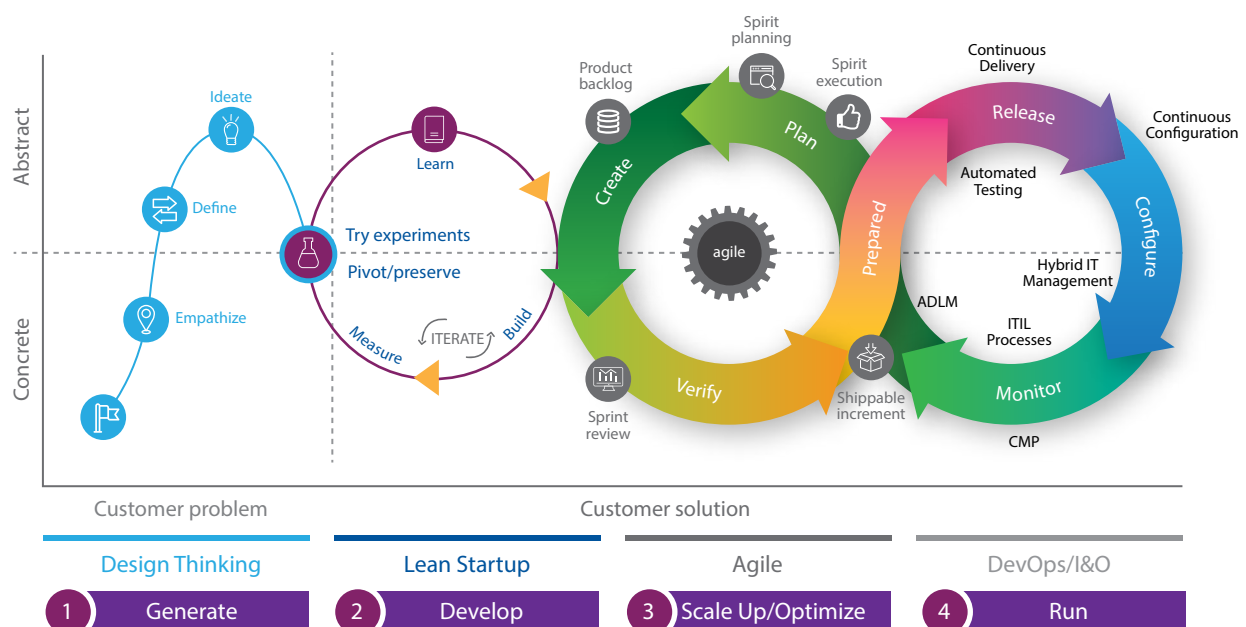 Abstract
Concrete
Ideate
Define
Empathize
Learn
Try experiments
Pivot/preserve
Measure
ITERATE
Build
Product
backlog
Spirit
planning
Spirit
execution
Create
Plan
agile
Verify
Sprint
review
Prepared
Shippable
increment
Continuous
Delivery
Release
Continuous
Configuration
Automated
Testing
Configure
Hybrid IT
Management
ADLM
ITIL
Processes
Monitor
CMP
Customer problem
Customer solution
Design Thinking
Lean Startup
Agile
DevOps/I&O
1 Generate
2 Develop
3 Scale Up/Optimize
4 Run